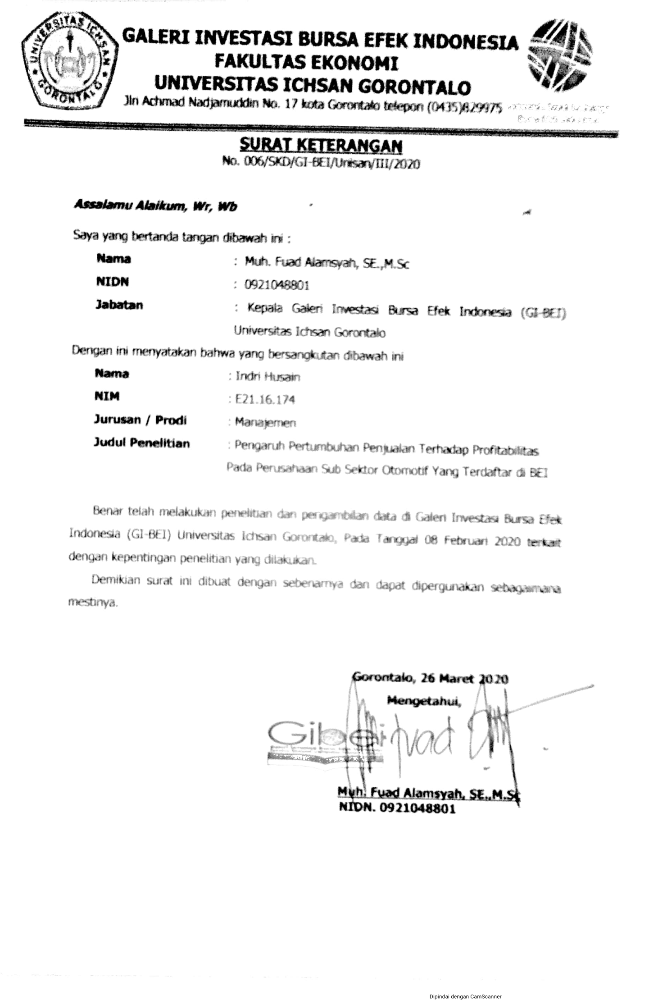 UNIVERSITAS ICHSAN
GORONTALO
GALERI INVESTASI BURSA EFEK INDONESIA
FAKULTAS EKONOMI
UNIVERSITAS ICHSAN GORONTALO
Jln Achmad Nadjamuddin No. 17 kota Gorontalo telepon (0435)829975
SURAT KETERANGAN
No. 006/SKD/GI-BEI/Unisan/III/2020
Assalamu Alaikum, Wr, Wb
Saya yang bertanda tangan dibawah ini :
Nama : Muh. Fuad Alamsyah, SE.,M.Sc
NIDN : 0921048801
Jabatan : Kepala Galeri Investasi Bursa Efek Indonesia (GI-BEI)
Universitas Ichsan Gorontalo
Dengan ini menyatakan bahwa yang bersangkutan dibawah ini
Nama : Indri Husain
NIM : E21.16.174
Jurusan / Prodi : Manajemen
Judul Penelitian : Pengaruh Pertumbuhan Penjualan Terhadap Profitabilitas
Pada Perusahaan Sub Sektor Otomotif Yang Terdaftar di BEI
Benar telah melakukan penelitian dan pengambilan data di Galeri Investasi Bursa Efek
Indonesia (GI-BEI) Universitas Ichsan Gorontalo, Pada Tanggal 08 Februari 2020 terkait
dengan kepentingan penelitian yang dilakukan.
Demikian surat ini dibuat dengan sebenarnya dan dapat dipergunakan sebagaimana
mestinya.
Gorontalo, 26 Maret 2020
Mengetahui,
Gibei
Fuad
Muh. Fuad Alamsyah, SE.,M.Sc
NIDN. 0921048801
Dipindai dengan CamScanner